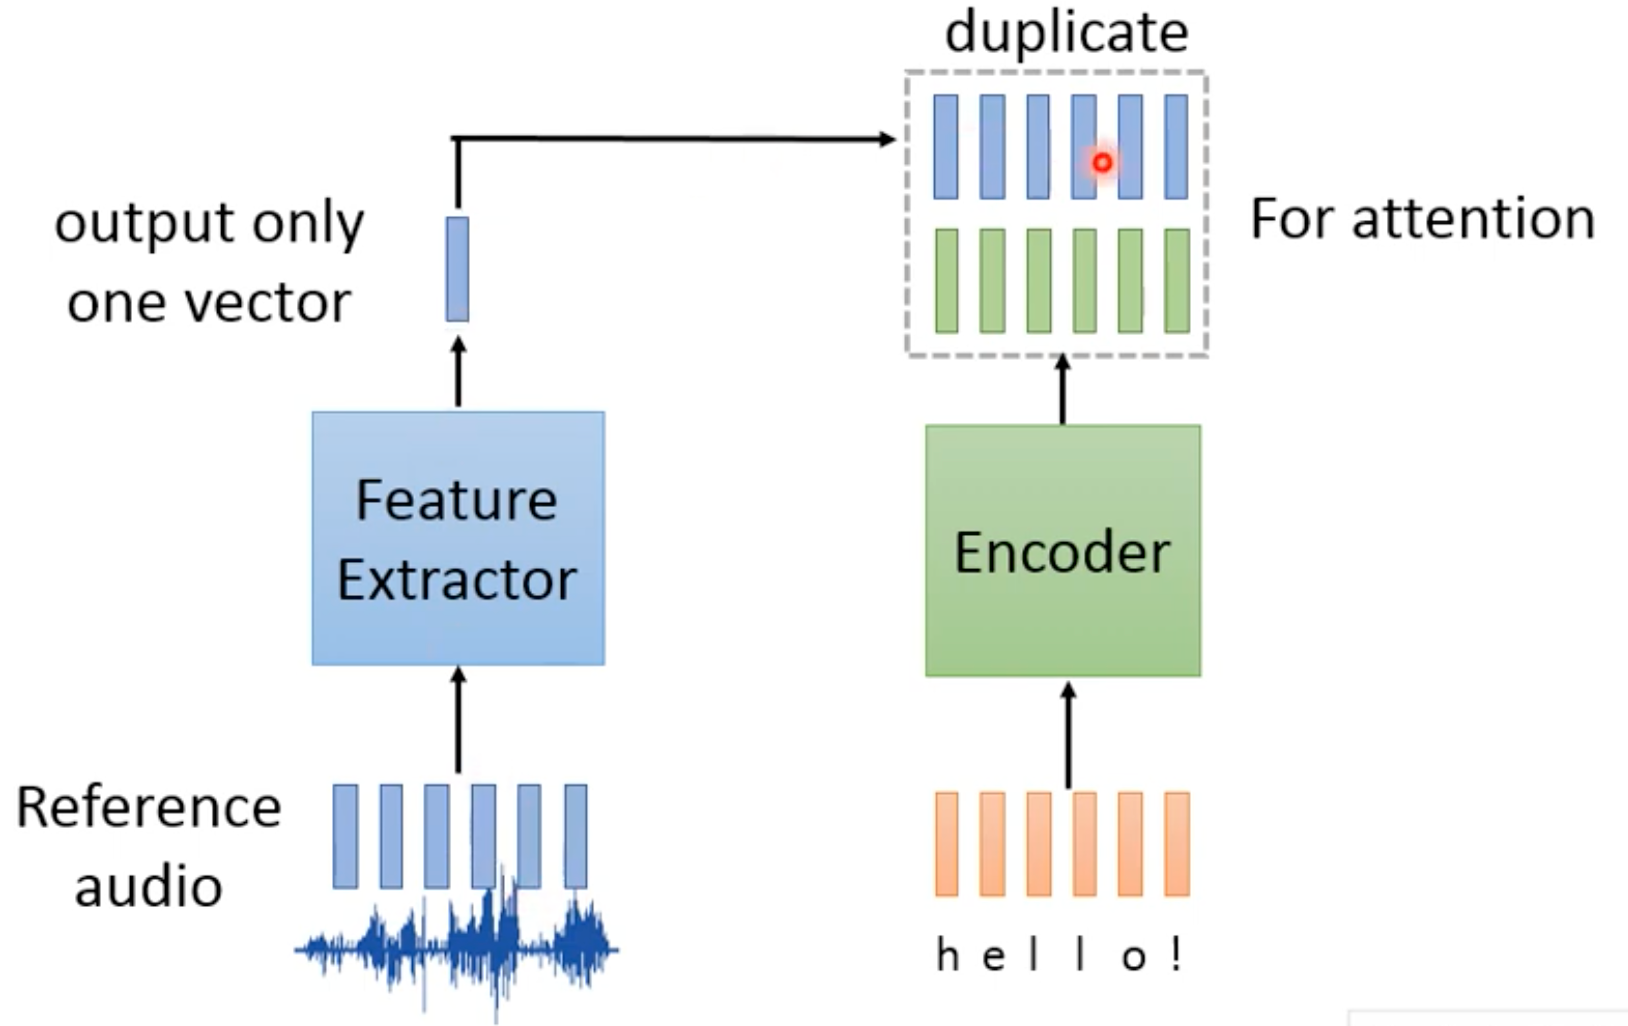 duplicate
output only
one vector
For attention
Feature
Extractor
Encoder
Reference
audio
h e l l o !